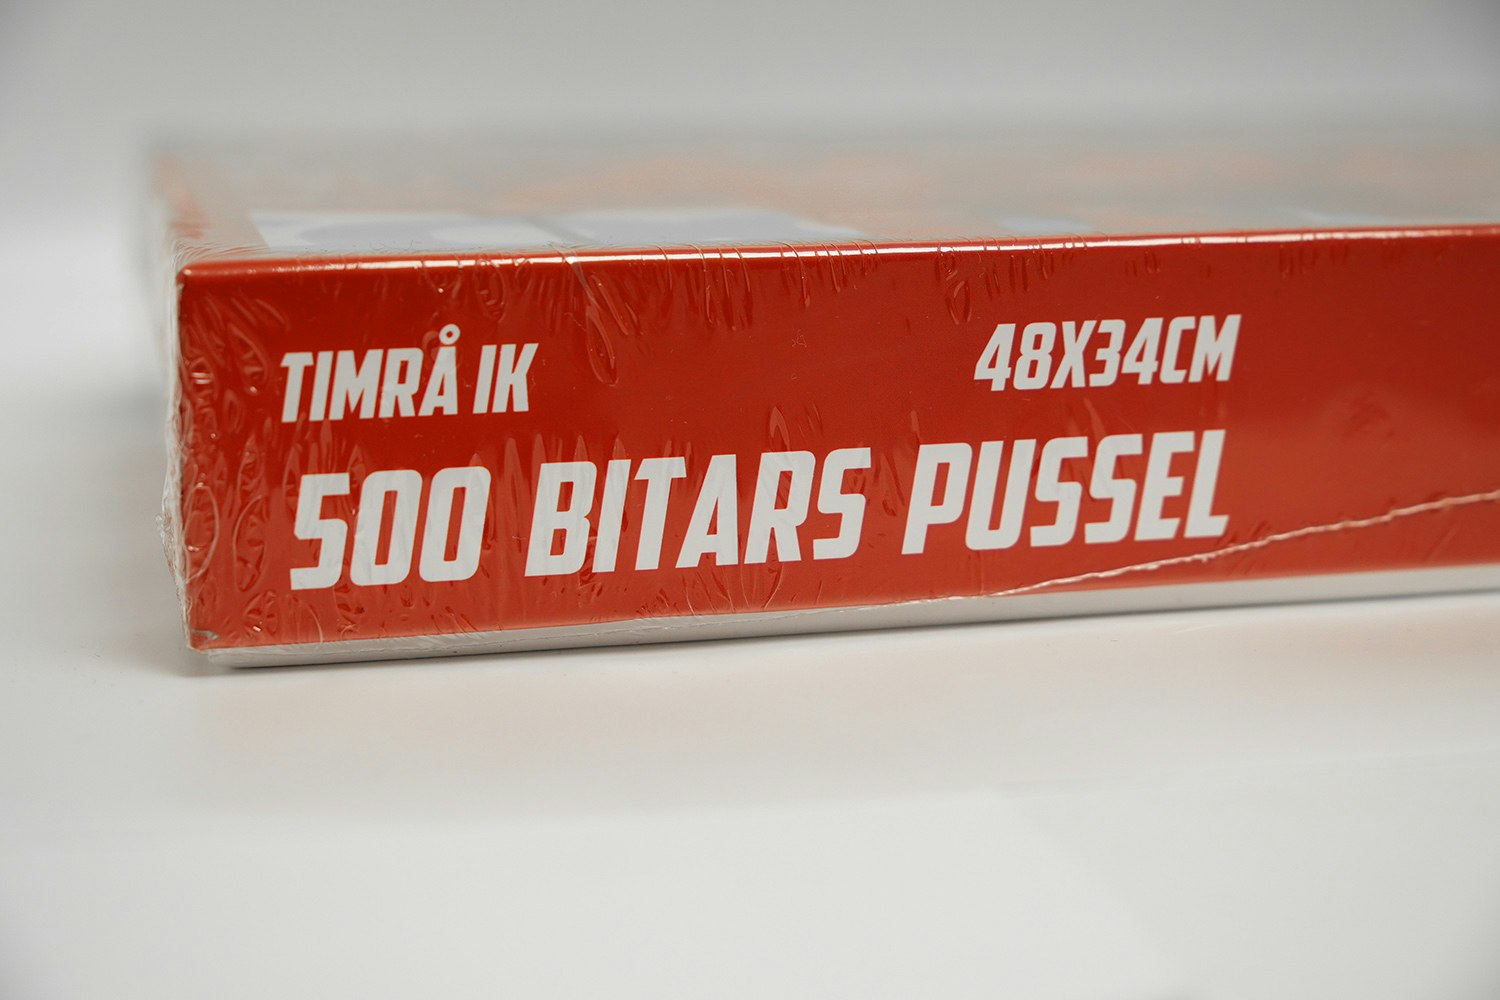 TIMRÅ IK
48X34CM
500 BITARS PUSSEL